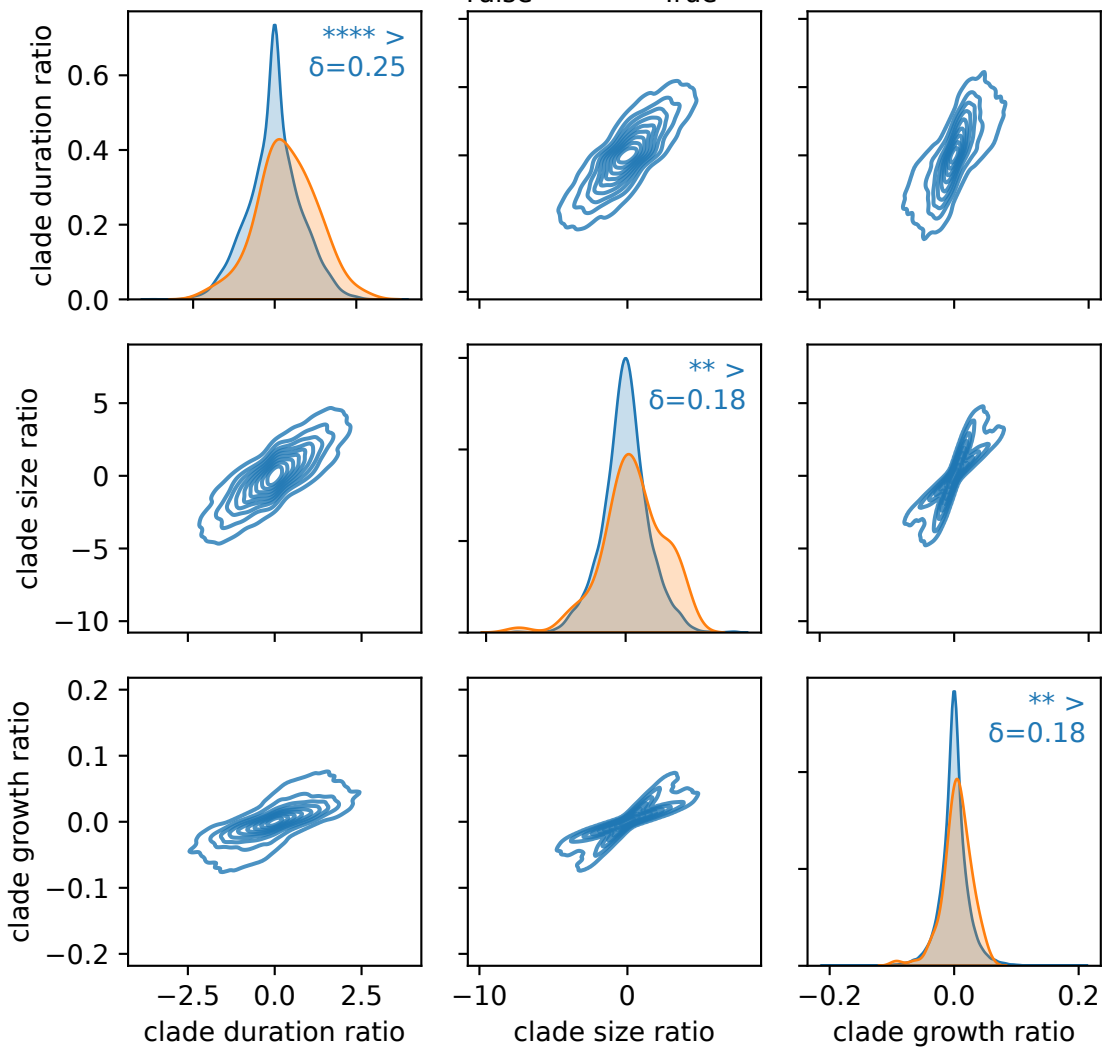 False True
clade duration ratio
0.6
0.4
0.2
0.0
**** >
δ=0.25
clade size ratio
5
0
−5
−10
** >
δ=0.18
clade growth ratio
0.2
0.1
0.0
−0.1
−0.2
** >
δ=0.18
−2.5 0.0 2.5
−10 0
−0.2 0.0 0.2
clade duration ratio
clade size ratio
clade growth ratio